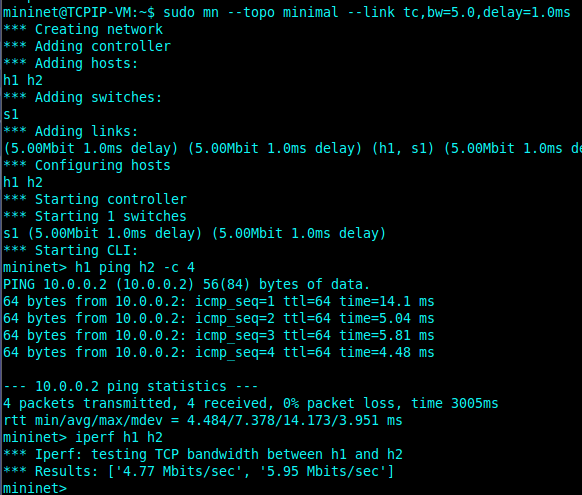 mininet@TCPIP-VM:~$ sudo mn --topo minimal --link tc,bw=5.0,delay=1.0ms
*** Creating network
*** Adding controller
*** Adding hosts:
h1 h2
*** Adding switches:
s1
*** Adding links:
(5.00Mbit 1.0ms delay) (5.00Mbit 1.0ms delay) (h1, s1) (5.00Mbit 1.0ms de
*** Configuring hosts
h1 h2
*** Starting controller
*** Starting 1 switches
s1 (5.00Mbit 1.0ms delay) (5.00Mbit 1.0ms delay)
*** Starting CLI:
mininet> h1 ping h2 -c 4
PING 10.0.0.2 (10.0.0.2) 56(84) bytes of data.
64 bytes from 10.0.0.2: icmp_seq=1 ttl=64 time=14.1 ms
64 bytes from 10.0.0.2: icmp_seq=2 ttl=64 time=5.04 ms
64 bytes from 10.0.0.2: icmp_seq=3 ttl=64 time=5.81 ms
64 bytes from 10.0.0.2: icmp_seq=4 ttl=64 time=4.48 ms

--- 10.0.0.2 ping statistics ---
4 packets transmitted, 4 received, 0% packet loss, time 3005ms
rtt min/avg/max/mdev = 4.484/7.378/14.173/3.951 ms
mininet> iperf h1 h2
*** Iperf: testing TCP bandwidth between h1 and h2
*** Results: ['4.77 Mbits/sec', '5.95 Mbits/sec']
mininet>